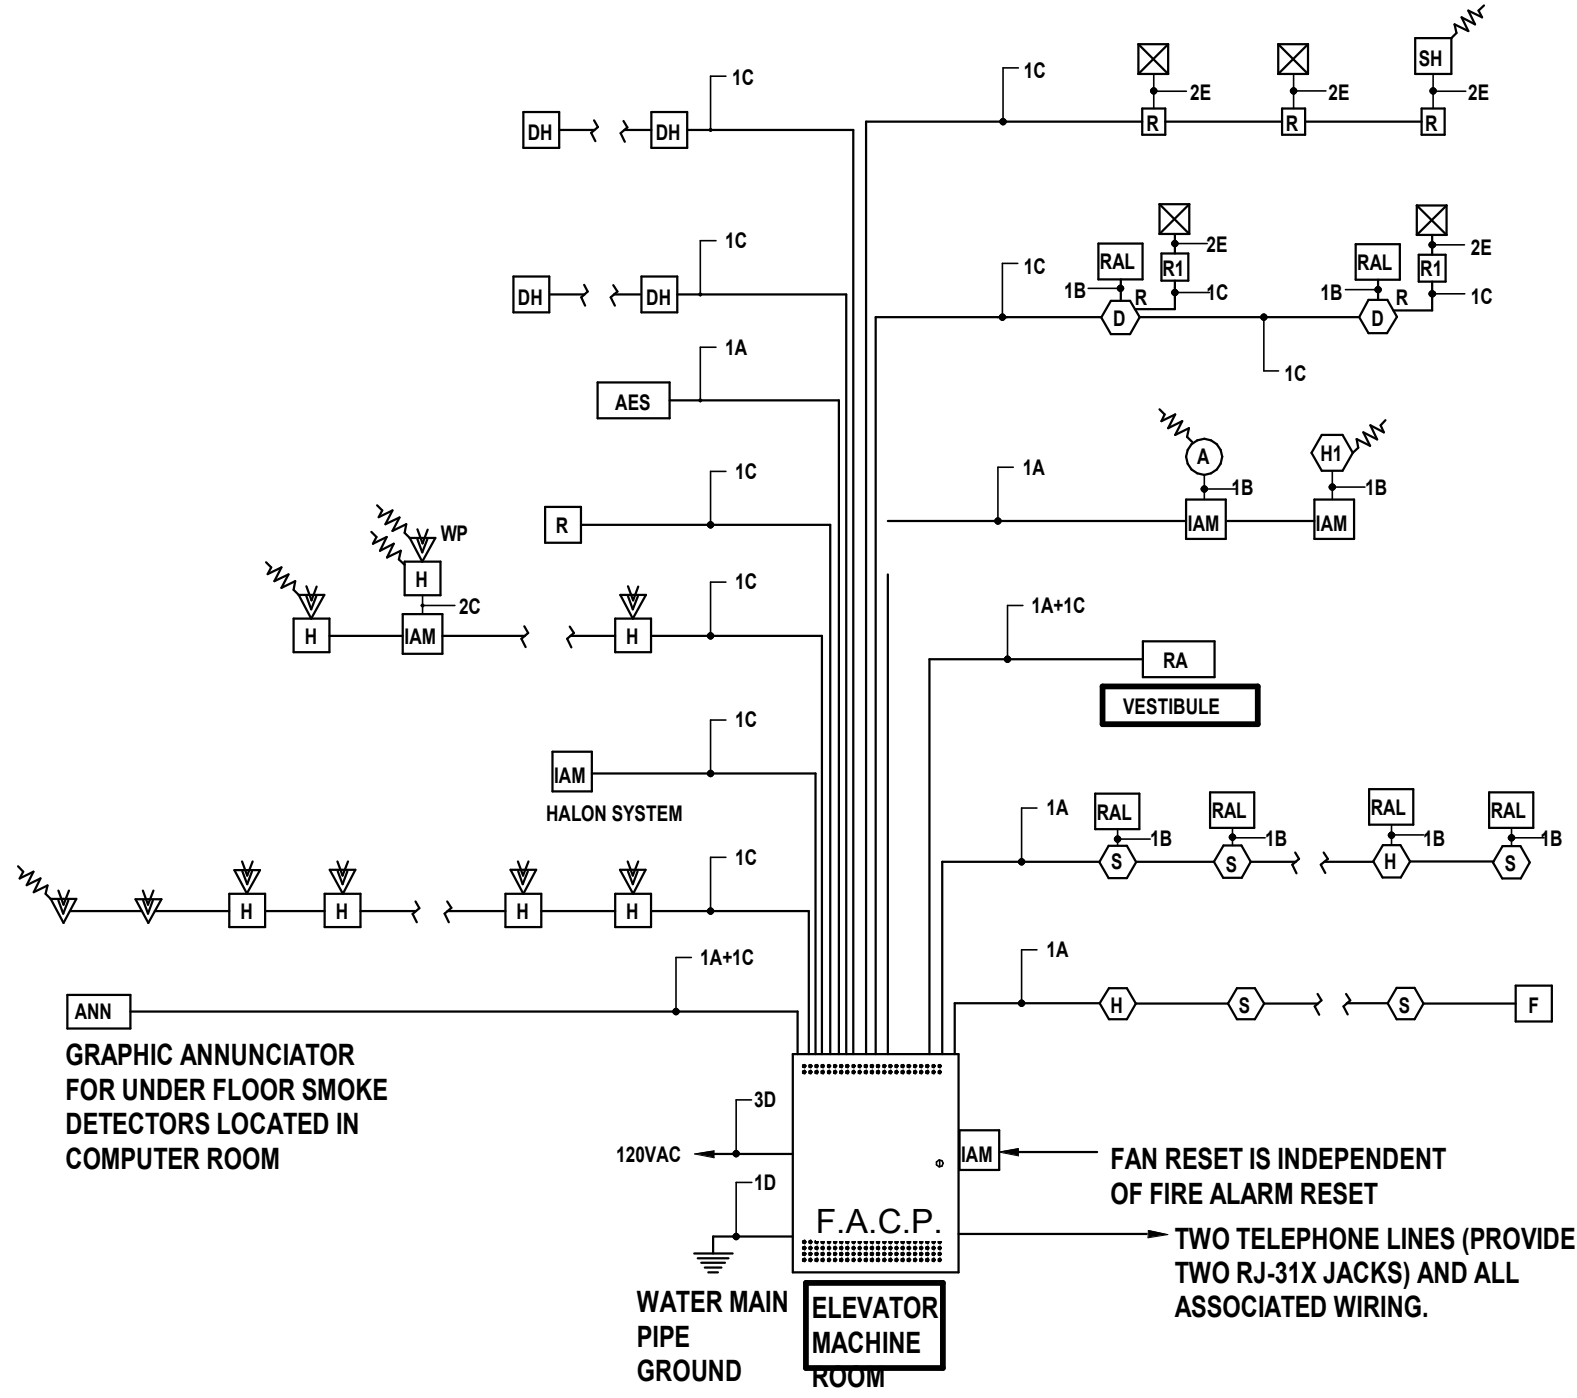 1C
DH DH
1C
DH DH
1A
AES
1C
R
WP
H
2C
1C
H IAM H
1C
IAM
HALON SYSTEM
1C
H H H H
1A+1C
ANN
GRAPHIC ANNUNCIATOR
FOR UNDER FLOOR SMOKE
DETECTORS LOCATED IN
COMPUTER ROOM
3D
120VAC
1D
WATER MAIN
PIPE
GROUND
F.A.C.P.
ELEVATOR
MACHINE
ROOM
1C
SH
2E 2E 2E
R R R
1C
2E 2E
RAL R1 RAL R1
1B R 1C 1B R 1C
D D
1C
1A
A H1
1B 1B
IAM IAM
1A+1C
RA
VESTIBULE
1A
RAL RAL RAL RAL
1B 1B 1B 1B
S S H S
1A
H S S F
IAM
FAN RESET IS INDEPENDENT
OF FIRE ALARM RESET
TWO TELEPHONE LINES (PROVIDE
TWO RJ-31X JACKS) AND ALL
ASSOCIATED WIRING.